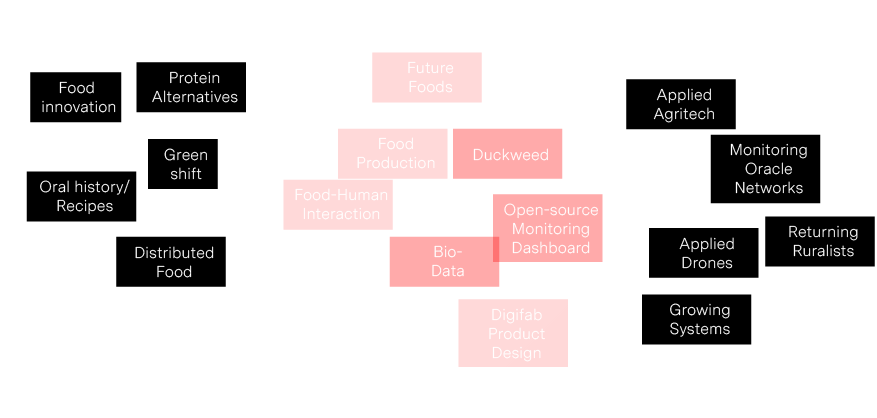 Food
innovation
Protein
Alternatives
Green
shift
Oral history/
Recipes
Distributed
Food
Future
Foods
Food
Production
Duckweed
Food-Human
Interaction
Open-source
Monitoring
Dashboard
Bio-
Data
Digifab
Product
Design
Applied
Agritech
Monitoring
Oracle
Networks
Returning
Ruralists
Applied
Drones
Growing
Systems